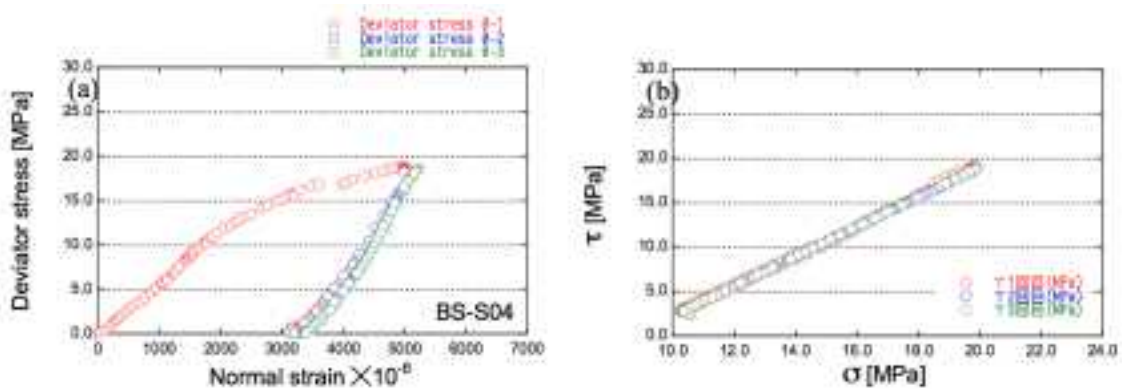 Deviator stress θ-1
Deviator stress θ-2
Deviator stress θ-3
(a)
Deviator stress [MPa]
30.0
25.0
20.0
15.0
10.0
5.0
0.0
0 1000 2000 3000 4000 5000 6000 7000
Normal strain ×10⁻⁶
BS-S04
(b)
τ [MPa]
30.0
25.0
20.0
15.0
10.0
5.0
0.0
10.0 12.0 14.0 16.0 18.0 20.0 22.0 24.0
σ [MPa]
(MPa)
(MPa)
(MPa)